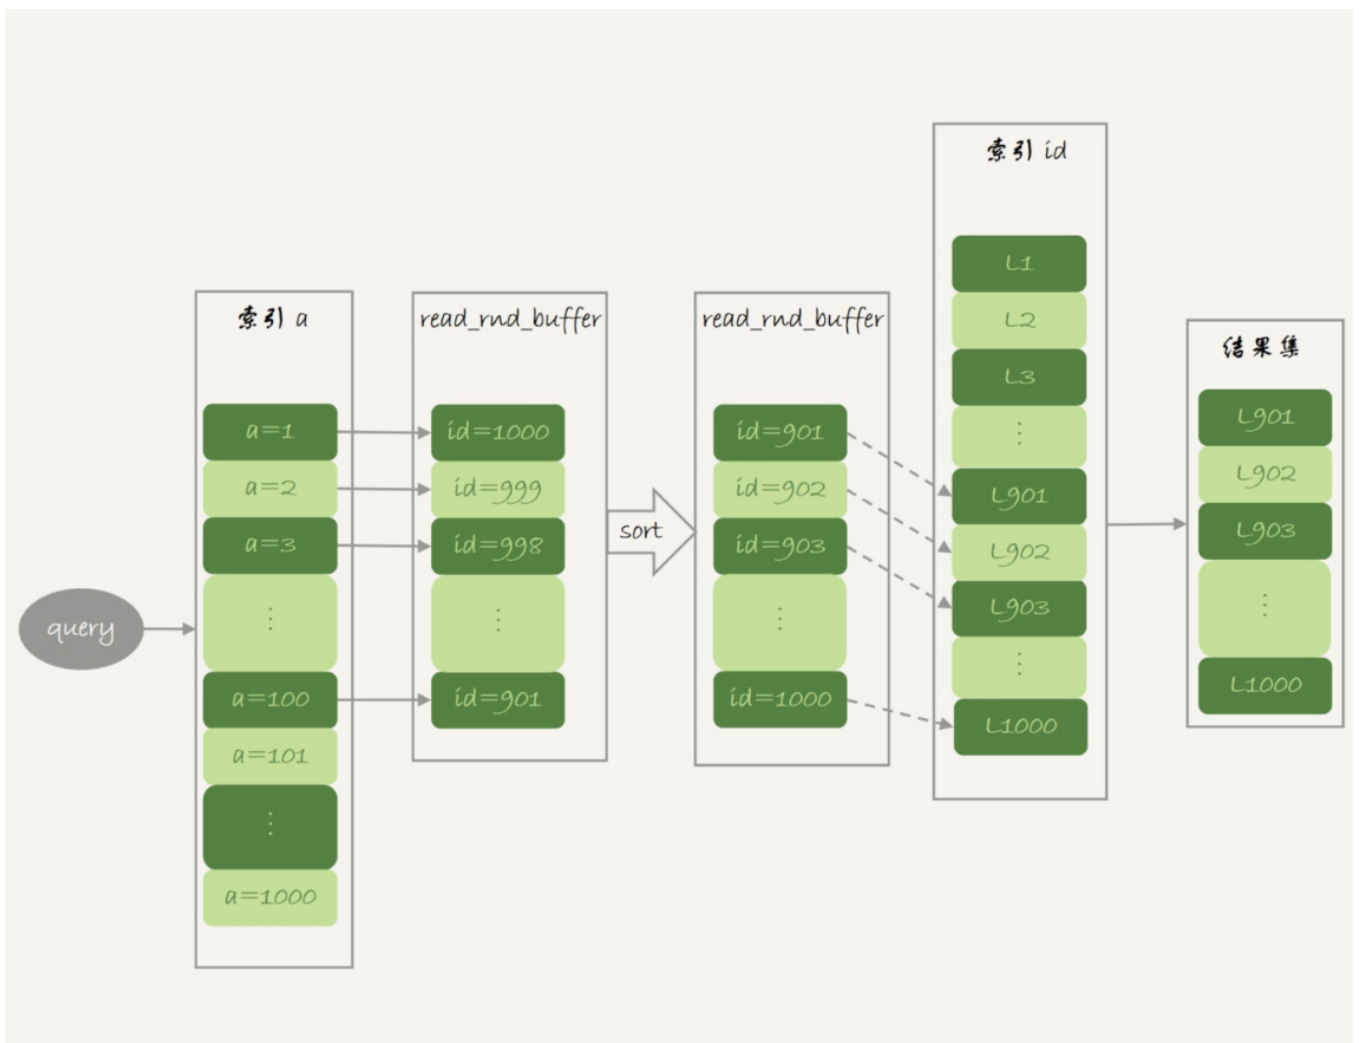 query
索引 a
a=1
a=2
a=3
⋮
a=100
a=101
⋮
a=1000
read_rnd_buffer
id=1000
id=999
id=998
⋮
id=901
sort
read_rnd_buffer
id=901
id=902
id=903
⋮
id=1000
索引 id
L1
L2
L3
⋮
L901
L902
L903
⋮
L1000
结果集
L901
L902
L903
⋮
L1000